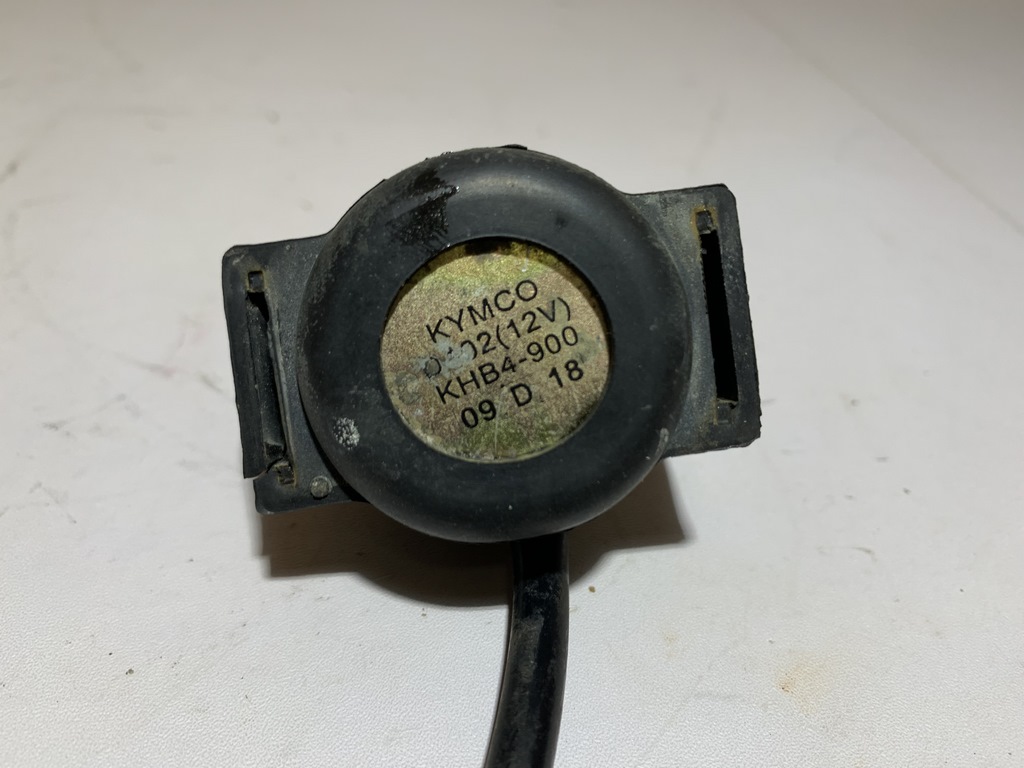 KYMCO
(12V)
KHB4-900
09 D 18